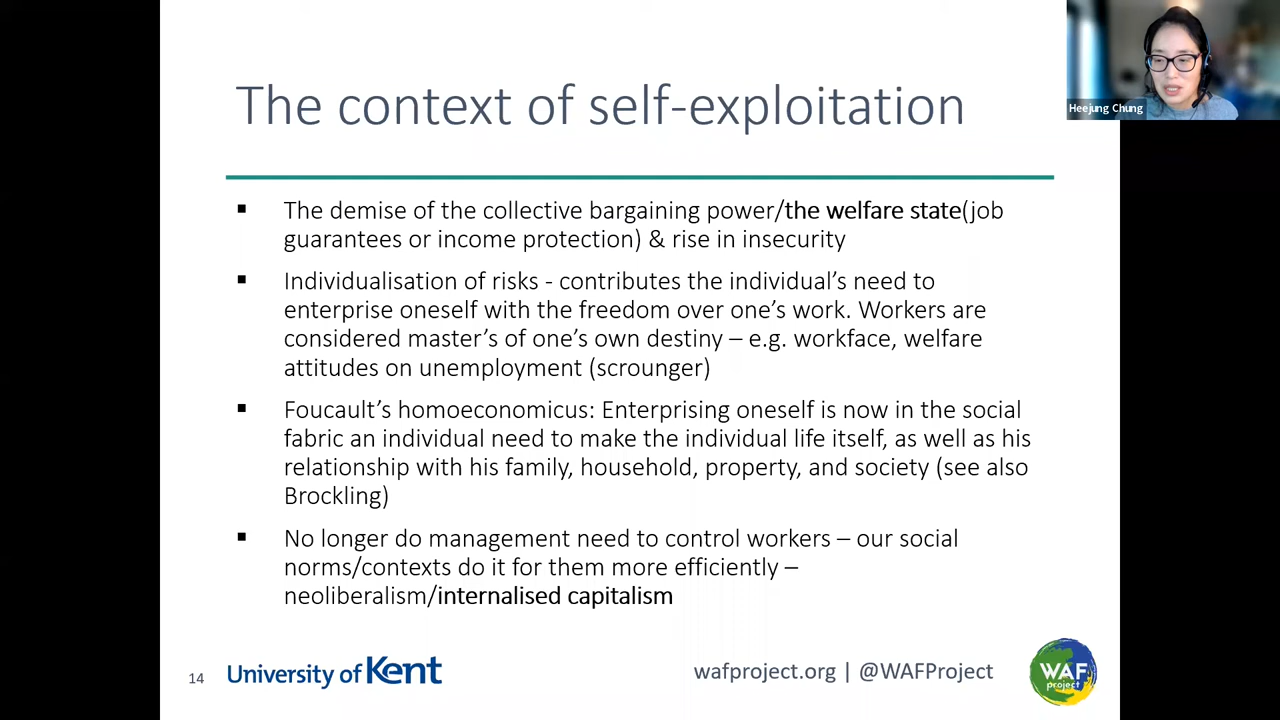 The context of self-exploitation
Heejung Chung
▪ The demise of the collective bargaining power/the welfare state(job
guarantees or income protection) & rise in insecurity
▪ Individualisation of risks - contributes the individual's need to
enterprise oneself with the freedom over one's work. Workers are
considered master's of one's own destiny – e.g. workface, welfare
attitudes on unemployment (scrounger)
▪ Foucault's homoeconomicus: Enterprising oneself is now in the social
fabric an individual need to make the individual life itself, as well as his
relationship with his family, household, property, and society (see also
Brockling)
▪ No longer do management need to control workers – our social
norms/contexts do it for them more efficiently –
neoliberalism/internalised capitalism
14
University of Kent
wafproject.org | @WAFProject
WAF
project